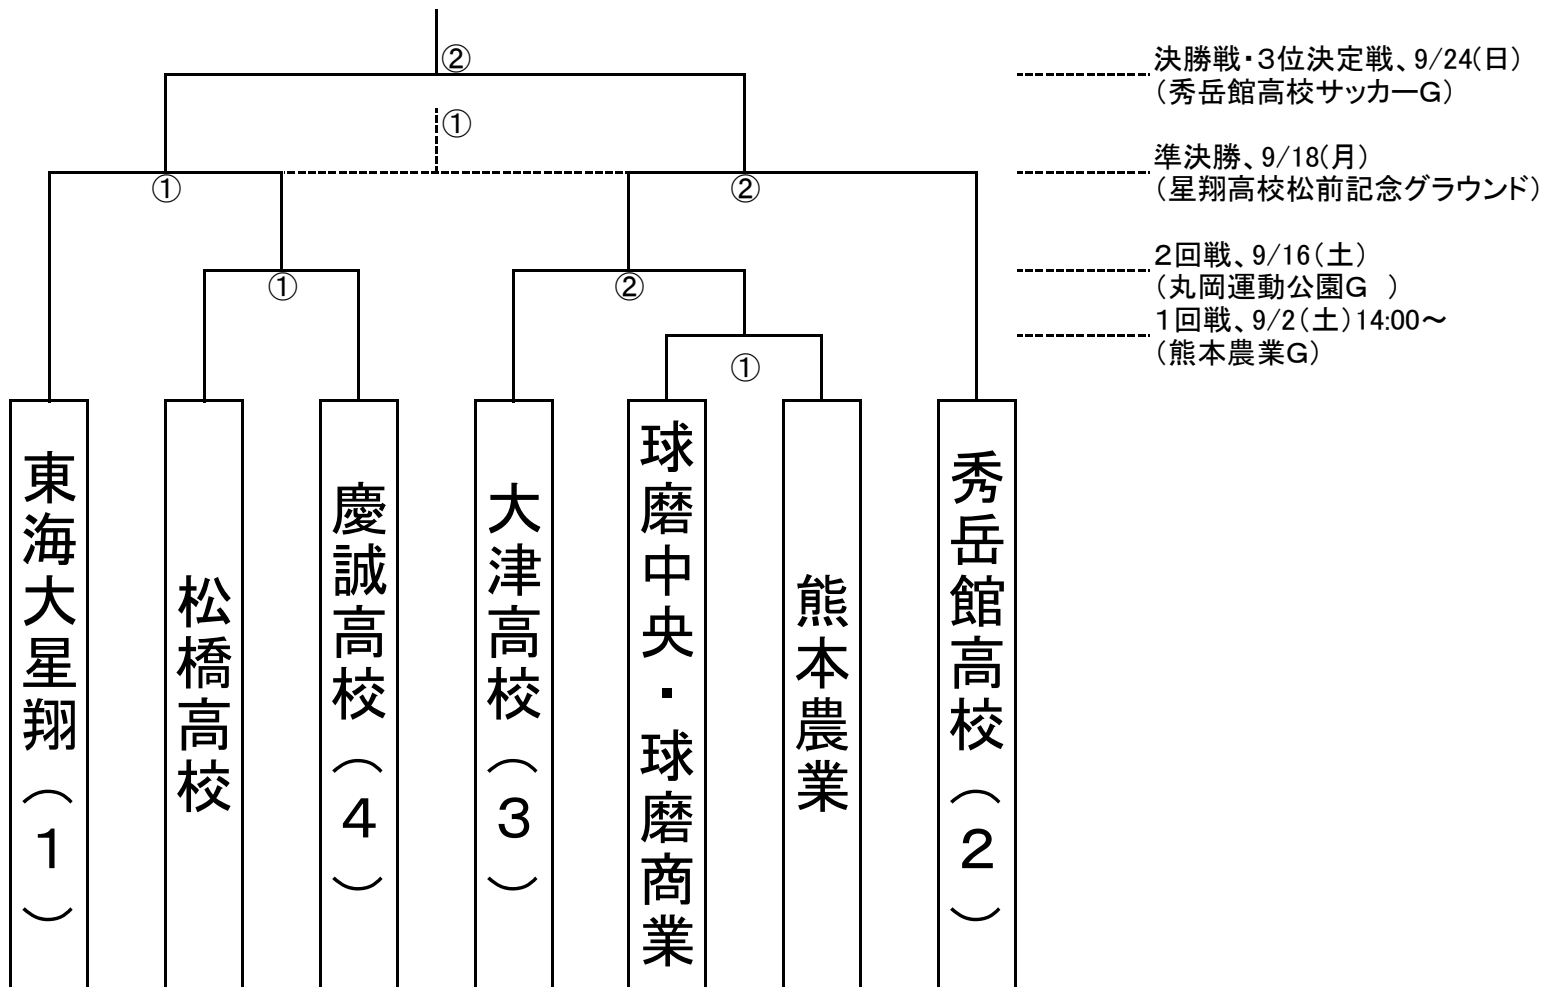 ②
決勝戦・３位決定戦、9/24(日)
（秀岳館高校サッカーＧ）
①
準決勝、9/18(月)
（星翔高校松前記念グラウンド）
①
②
２回戦、9/16（土）
（丸岡運動公園Ｇ　）
①
②
１回戦、9/2（土）14:00～
（熊本農業Ｇ）
①
東海大星翔（１）
松橋高校
慶誠高校（４）
大津高校（３）
球磨中央・球磨商業
熊本農業
秀岳館高校（２）